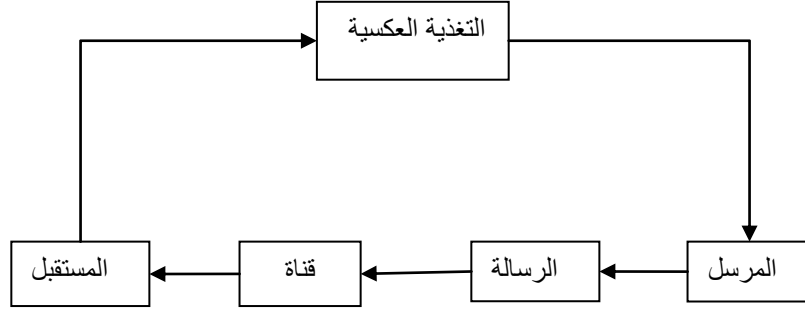 التغذية العكسية
المرسل
الرسالة
قناة
المستقبل